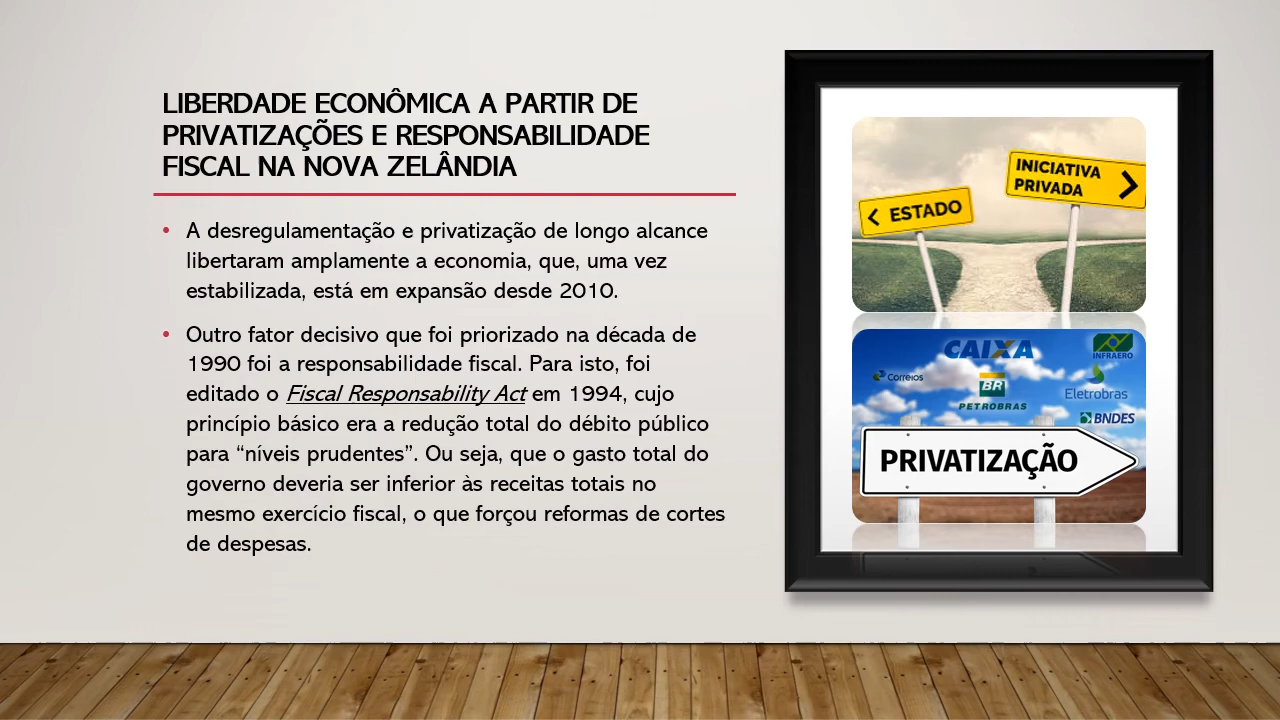 LIBERDADE ECONÔMICA A PARTIR DE
PRIVATIZAÇÕES E RESPONSABILIDADE
FISCAL NA NOVA ZELÂNDIA
• A desregulamentação e privatização de longo alcance
libertaram amplamente a economia, que, uma vez
estabilizada, está em expansão desde 2010.
• Outro fator decisivo que foi priorizado na década de
1990 foi a responsabilidade fiscal. Para isto, foi
editado o Fiscal Responsability Act em 1994, cujo
princípio básico era a redução total do débito público
para “níveis prudentes”. Ou seja, que o gasto total do
governo deveria ser inferior às receitas totais no
mesmo exercício fiscal, o que forçou reformas de cortes
de despesas.
ESTADO
INICIATIVA
PRIVADA
CAIXA
INFRAERO
Correios
BR
PETROBRAS
Eletrobras
BNDES
PRIVATIZAÇÃO